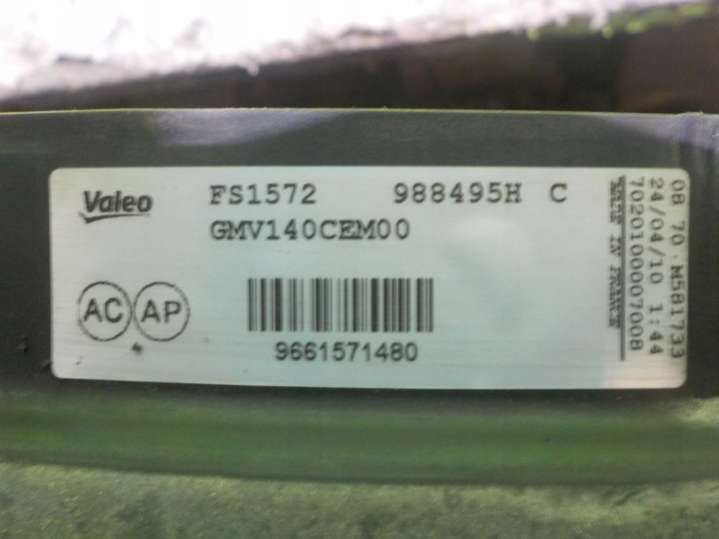 Valeo FS1572 988495H C
GMV140CEM00
AC AP
9661571480
08 70 M581733
24/04/10 1:44
7020100007008
MADE IN FRANCE